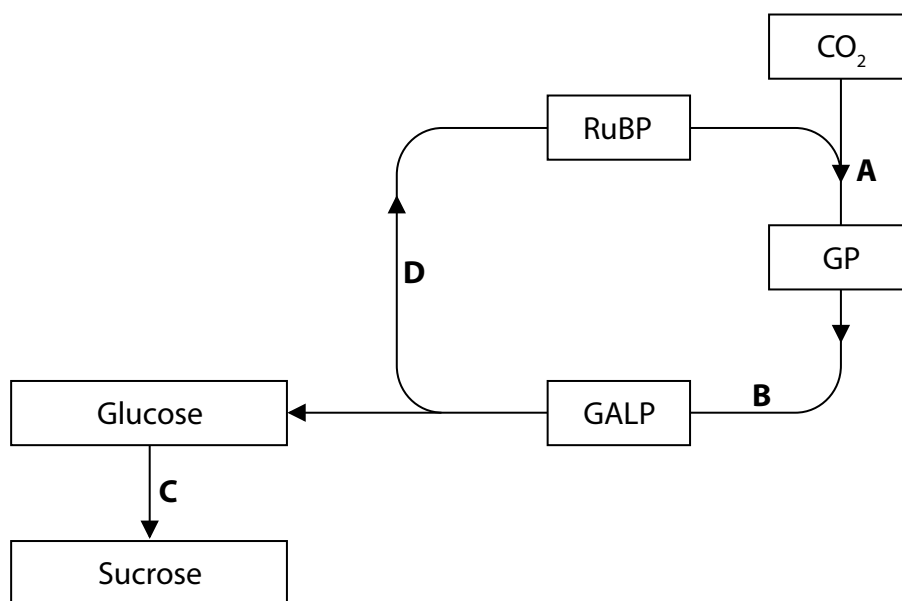 CO₂
RuBP
A
GP
D
B
Glucose
GALP
C
Sucrose